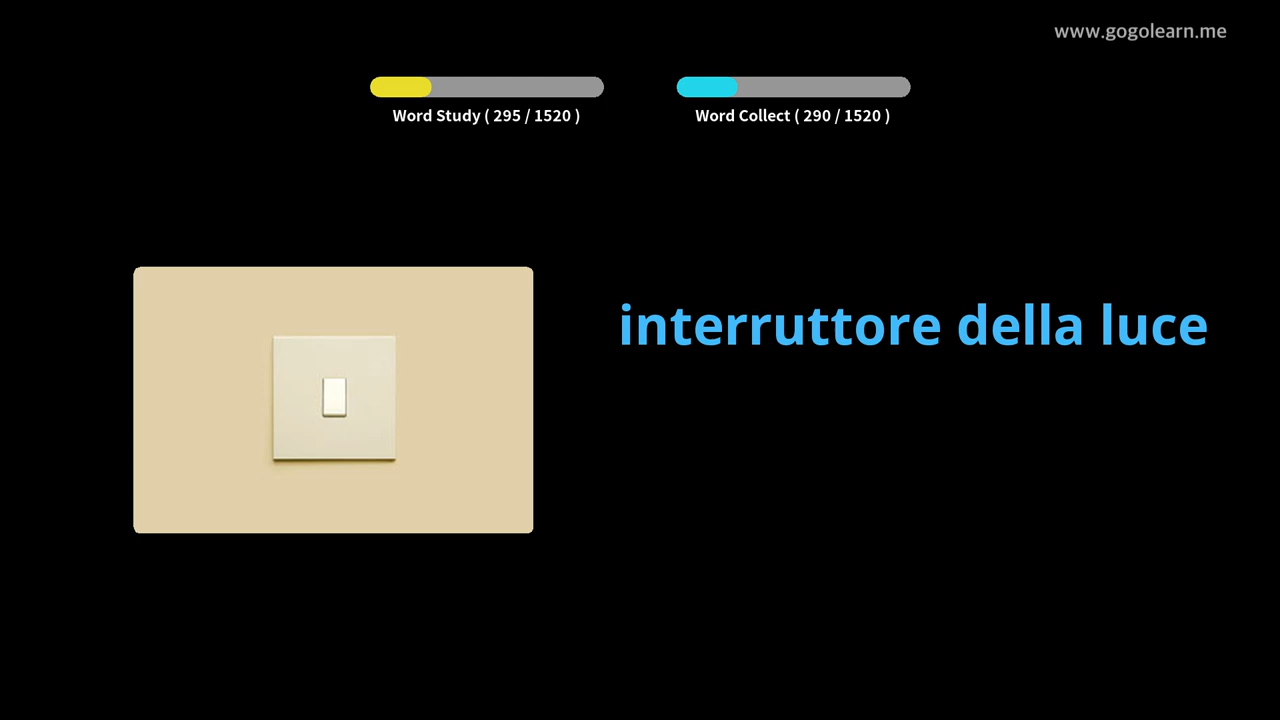 www.gogolearn.me
Word Study ( 295 / 1520 )
Word Collect ( 290 / 1520 )
interruttore della luce